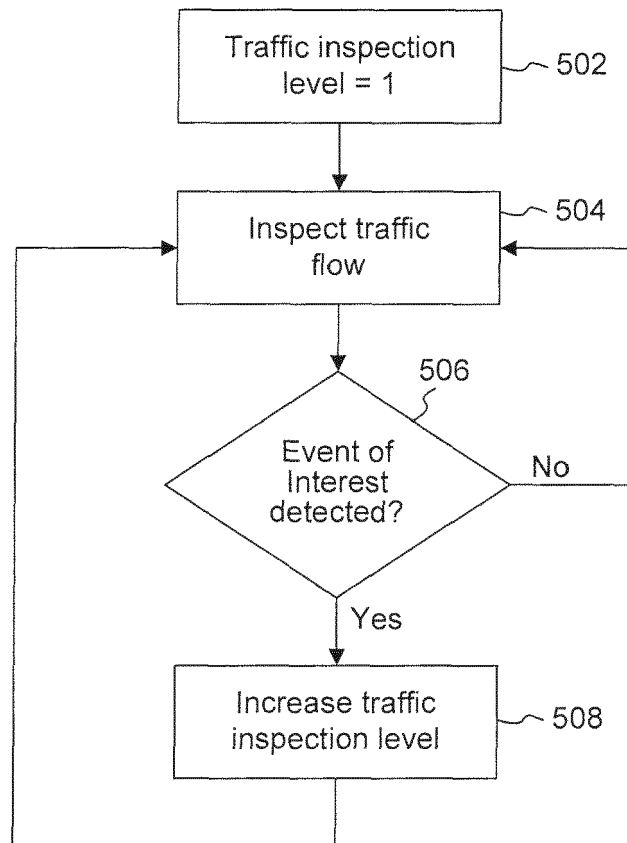 Traffic inspection
level = 1
502
504
Inspect traffic
flow
506
Event of
Interest
detected?
No
Yes
Increase traffic
inspection level
508